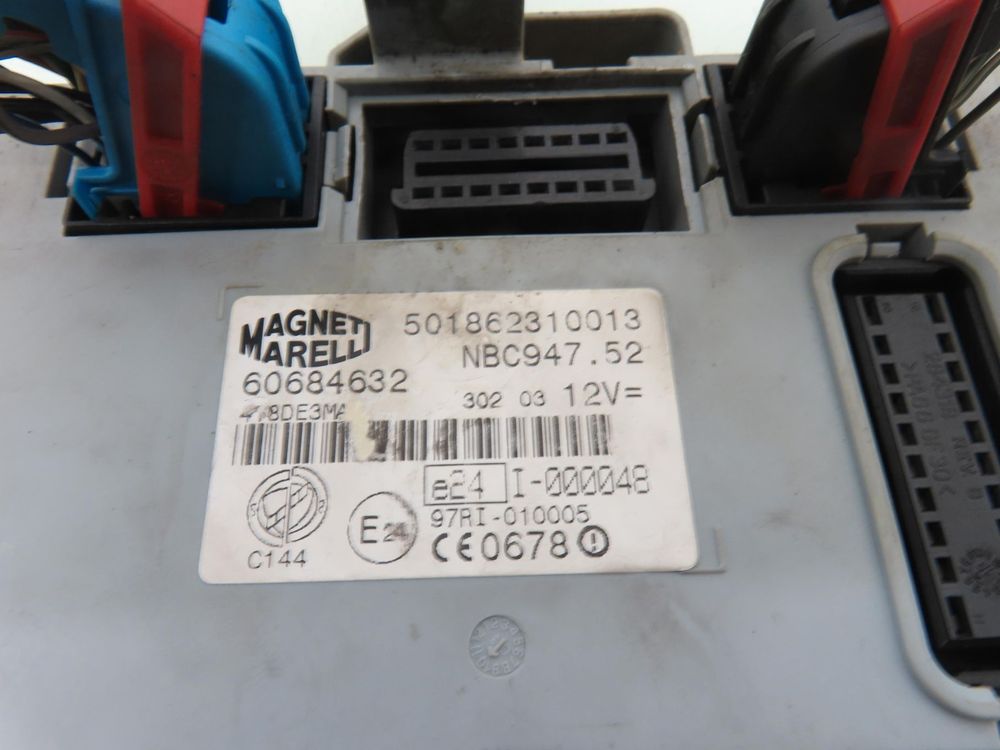 MAGNETI
MARELLI
501862310013
NBC947.52
60684632
302 03 12V=
e24 I-000048
97RI-010005
E24
CE0678
C144